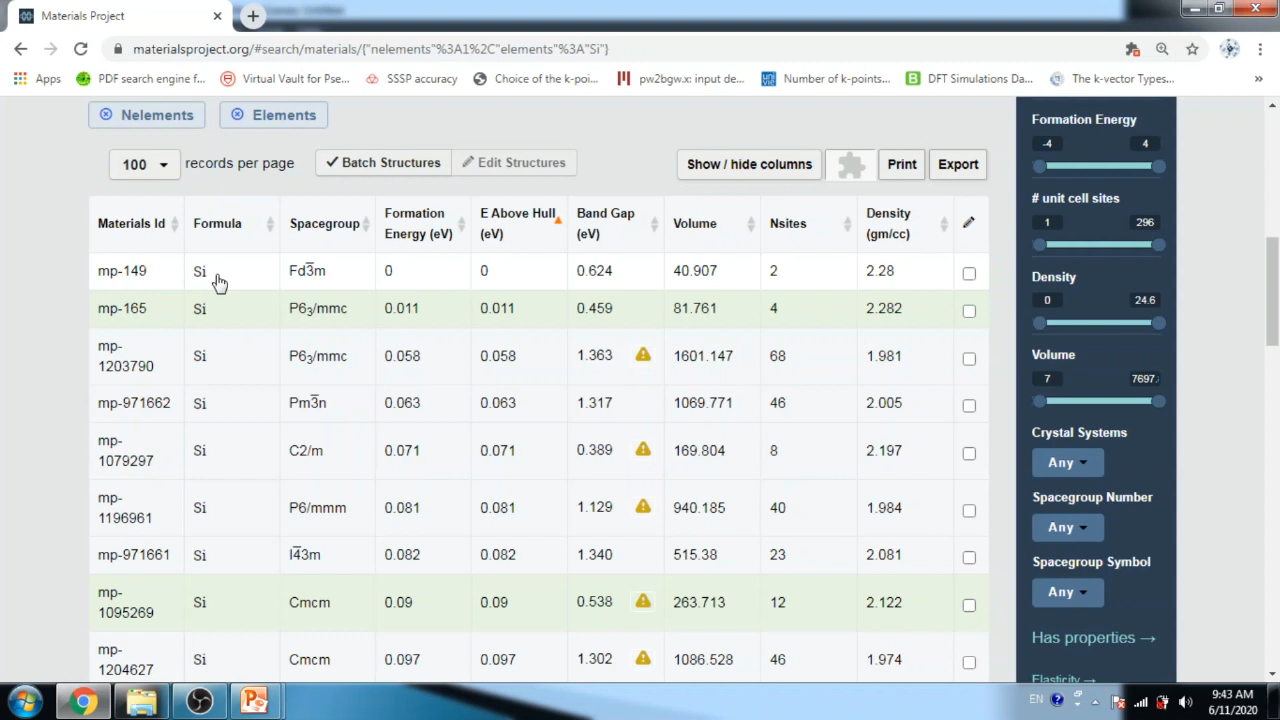 Materials Project
materialsproject.org/#search/materials/{"nelements"%3A1%2C"elements"%3A"Si"}
Apps PDF search engine f... Virtual Vault for Pse... SSSP accuracy Choice of the k-poi... pw2bgw.x: input de... Number of k-points... DFT Simulations Da... The k-vector Types... »
Nelements Elements
100 records per page Batch Structures Edit Structures Show / hide columns Print Export
Materials Id Formula Spacegroup Formation Energy (eV) E Above Hull (eV) Band Gap (eV) Volume Nsites Density (gm/cc)
mp-149 Si Fd3̅m 0 0 0.624 40.907 2 2.28
mp-165 Si P6₃/mmc 0.011 0.011 0.459 81.761 4 2.282
mp-1203790 Si P6₃/mmc 0.058 0.058 1.363 1601.147 68 1.981
mp-971662 Si Pm3̅n 0.063 0.063 1.317 1069.771 46 2.005
mp-1079297 Si C2/m 0.071 0.071 0.389 169.804 8 2.197
mp-1196961 Si P6/mmm 0.081 0.081 1.129 940.185 40 1.984
mp-971661 Si I4̅3m 0.082 0.082 1.340 515.38 23 2.081
mp-1095269 Si Cmcm 0.09 0.09 0.538 263.713 12 2.122
mp-1204627 Si Cmcm 0.097 0.097 1.302 1086.528 46 1.974
Formation Energy
-4 4
# unit cell sites
1 296
Density
0 24.6
Volume
7 7697.
Crystal Systems
Any
Spacegroup Number
Any
Spacegroup Symbol
Any
Has properties →
Elasticity →
EN
9:43 AM
6/11/2020